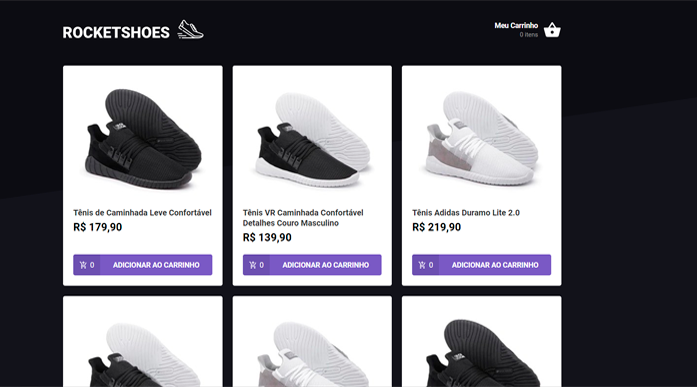 ROCKETSHOES
Meu Carrinho
0 itens
Tênis de Caminhada Leve Confortável
R$ 179,90
0 ADICIONAR AO CARRINHO
Tênis VR Caminhada Confortável
Detalhes Couro Masculino
R$ 139,90
0 ADICIONAR AO CARRINHO
Tênis Adidas Duramo Lite 2.0
R$ 219,90
0 ADICIONAR AO CARRINHO